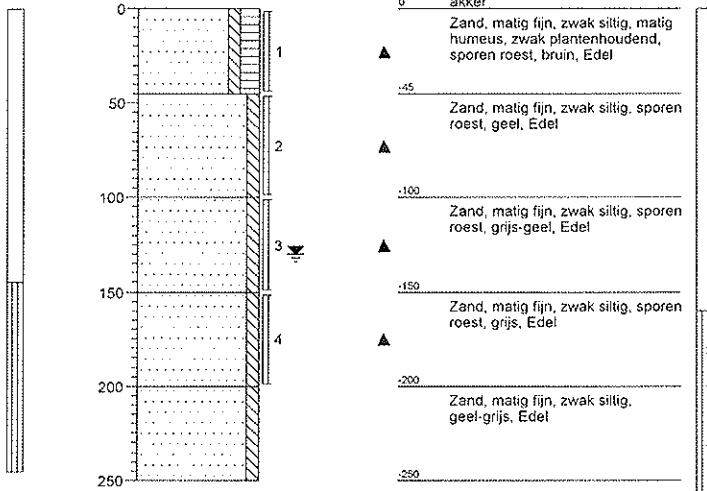 0
50
100
150
200
250
1
2
3
4
0
akker
Zand, matig fijn, zwak siltig, matig
humeus, zwak plantenhoudend,
sporen roest, bruin, Edel
-45
Zand, matig fijn, zwak siltig, sporen
roest, geel, Edel
-100
Zand, matig fijn, zwak siltig, sporen
roest, grijs-geel, Edel
-150
Zand, matig fijn, zwak siltig, sporen
roest, grijs, Edel
-200
Zand, matig fijn, zwak siltig,
geel-grijs, Edel
-250